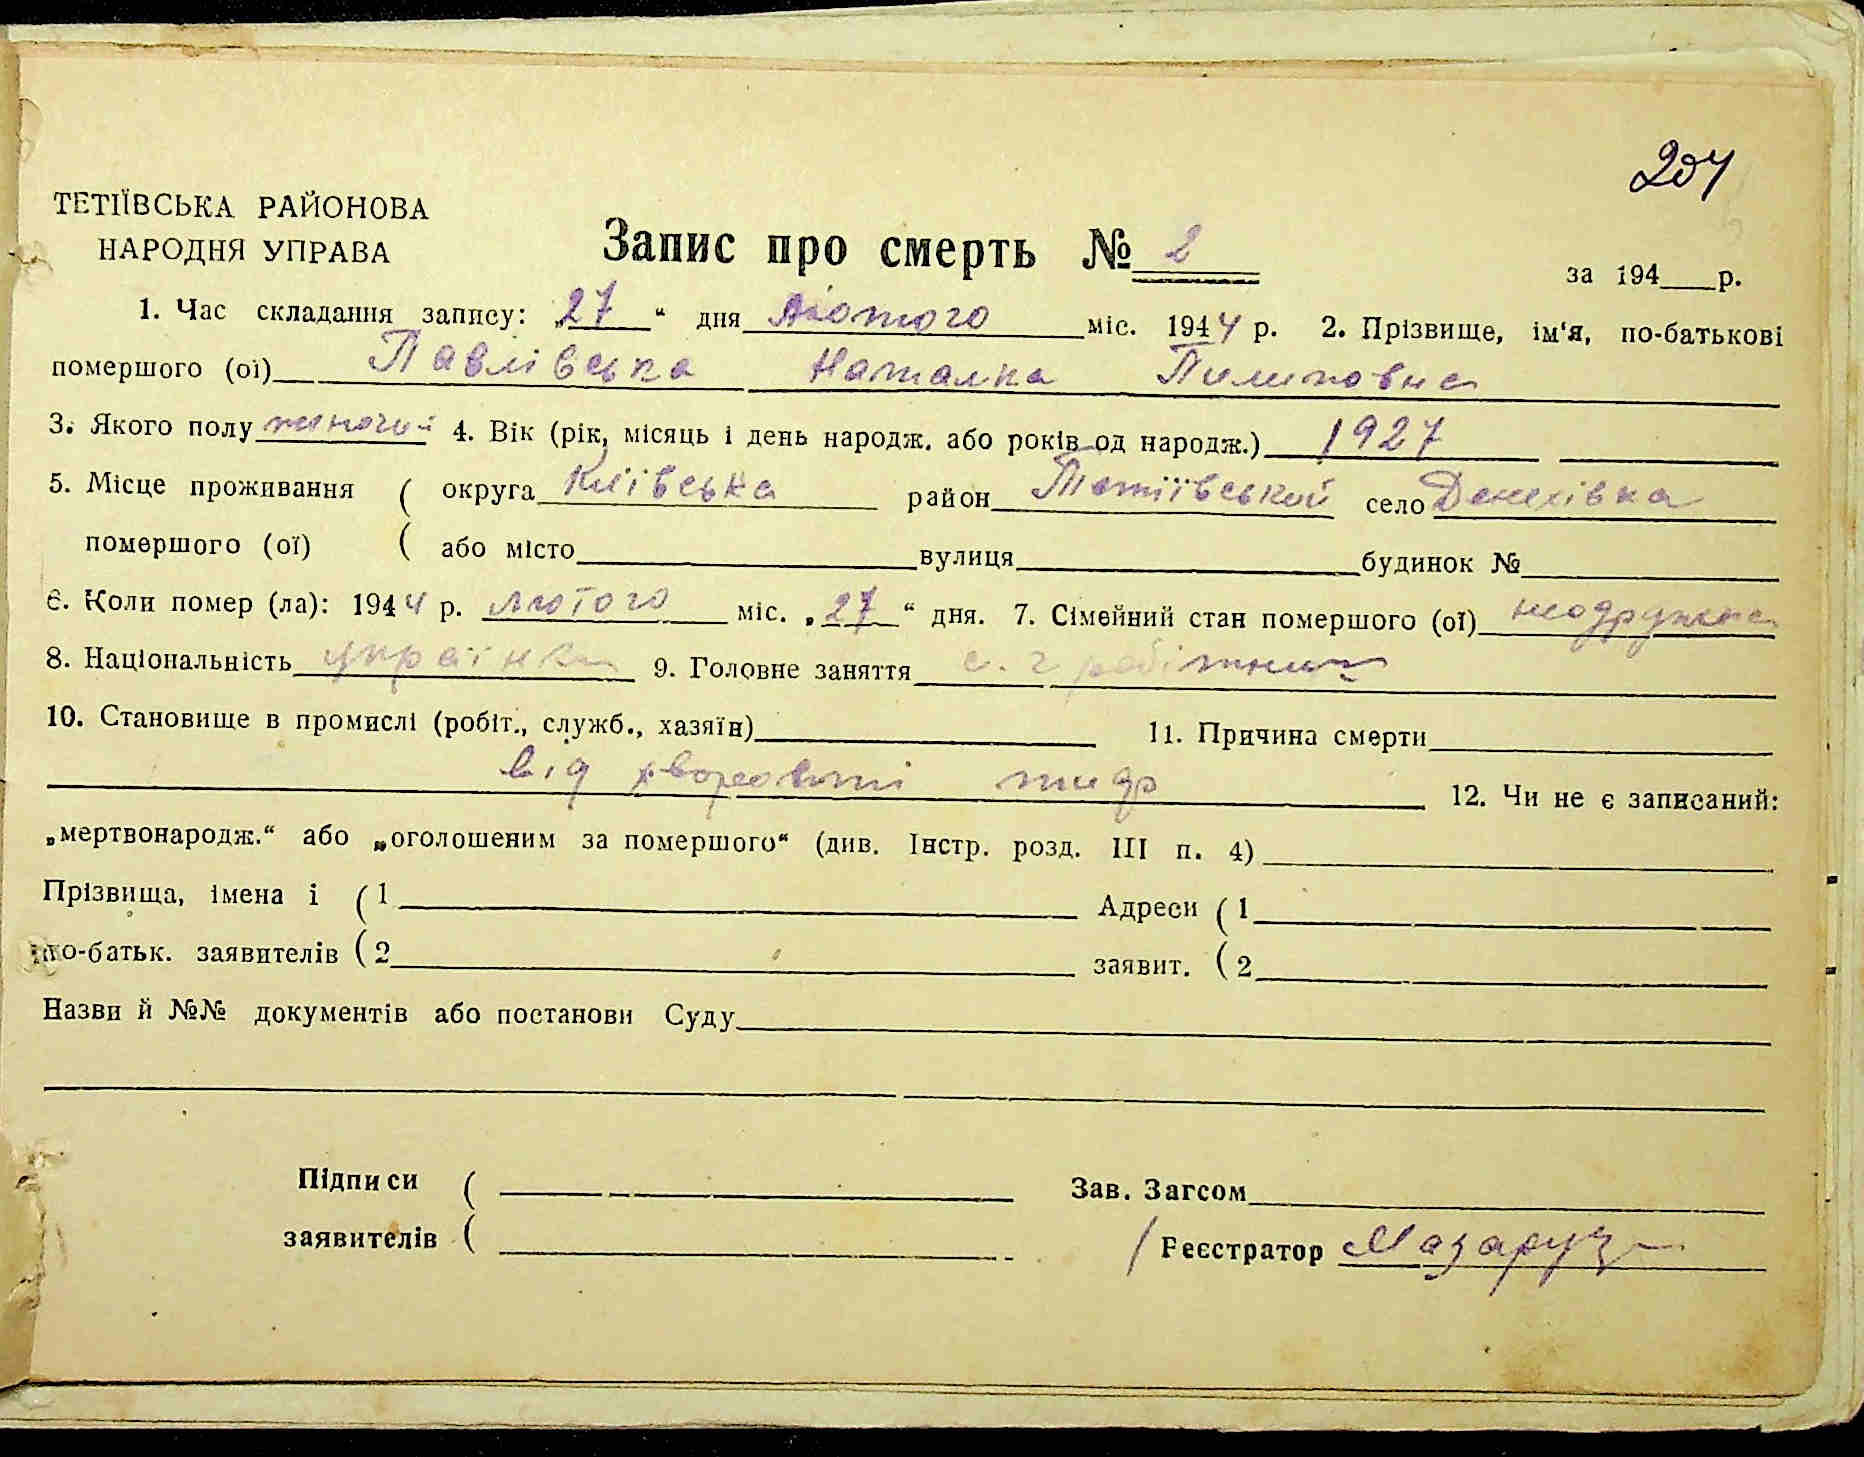 204
ТЕТІЇВСЬКА РАЙОНОВА
НАРОДНЯ УПРАВА
Запис про смерть № 2
за 194 р.
1. Час складання запису: „27“ дня Лютого міс. 1944 р. 2. Прізвище, ім'я, по-батькові
помершого (ої) Павлівська Наталка Пилиповна
3. Якого полу жіночий 4. Вік (рік, місяць і день народж. або років од народж.) 1927
5. Місце проживання ( округа Київська район Тетіївський село Денхівка
помершого (ої) ( або місто вулиця будинок №
6. Коли помер (ла): 1944 р. лютого міс. „27“ дня. 7. Сімейний стан помершого (ої) неодружена
8. Національність українка 9. Головне заняття с. г робітниця
10. Становище в промислі (робіт., служб., хазяїн) 11. Причина смерти
від хвороби тиф 12. Чи не є записаний:
„мертвонародж.“ або „оголошеним за помершого“ (див. Інстр. розд. III п. 4)
Прізвища, імена і ( 1 Адреси ( 1
по-батьк. заявителів ( 2 заявит. ( 2
Назви й №№ документів або постанови Суду
Підписи ( Зав. Загсом
заявителів ( / Реєстратор